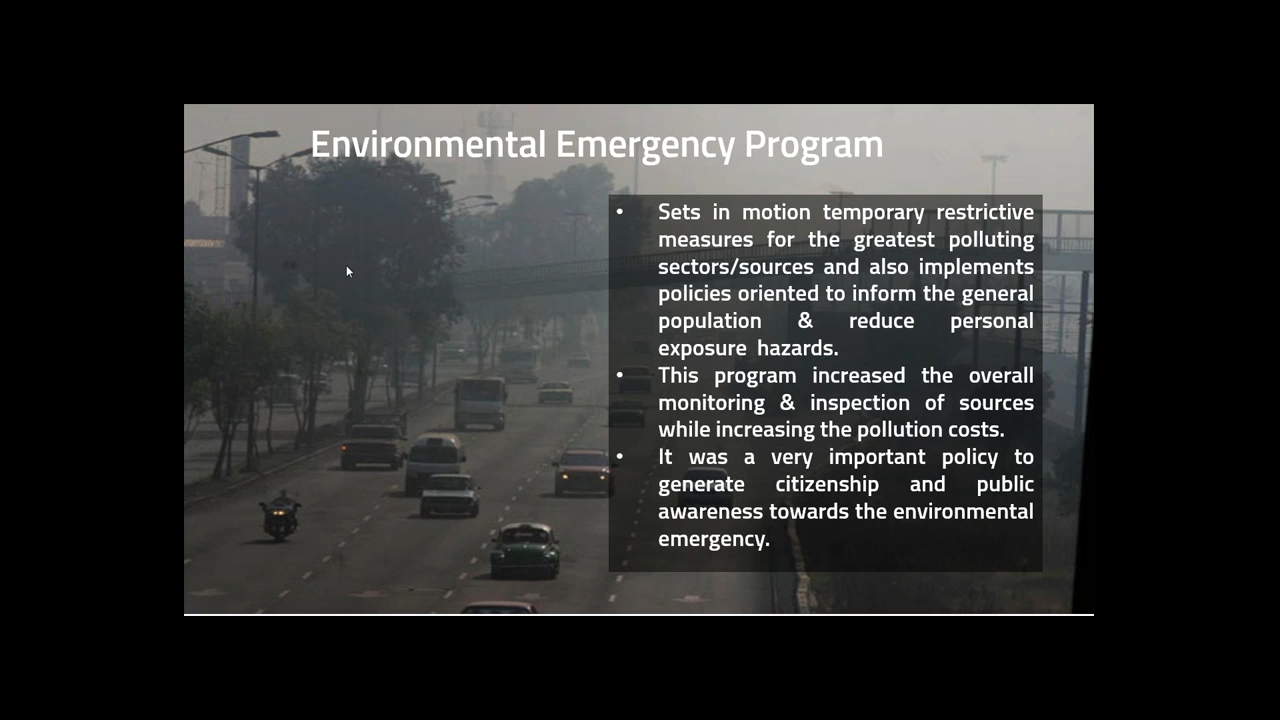 Environmental Emergency Program
• Sets in motion temporary restrictive
measures for the greatest polluting
sectors/sources and also implements
policies oriented to inform the general
population & reduce personal
exposure hazards.
• This program increased the overall
monitoring & inspection of sources
while increasing the pollution costs.
• It was a very important policy to
generate citizenship and public
awareness towards the environmental
emergency.